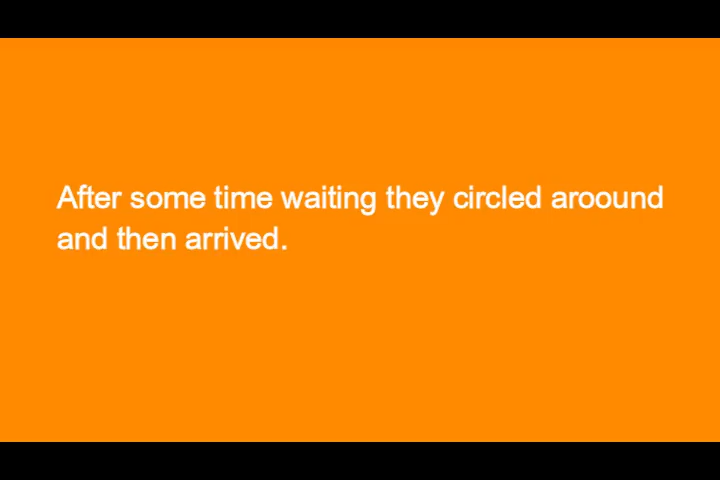 After some time waiting they circled aroound
and then arrived.